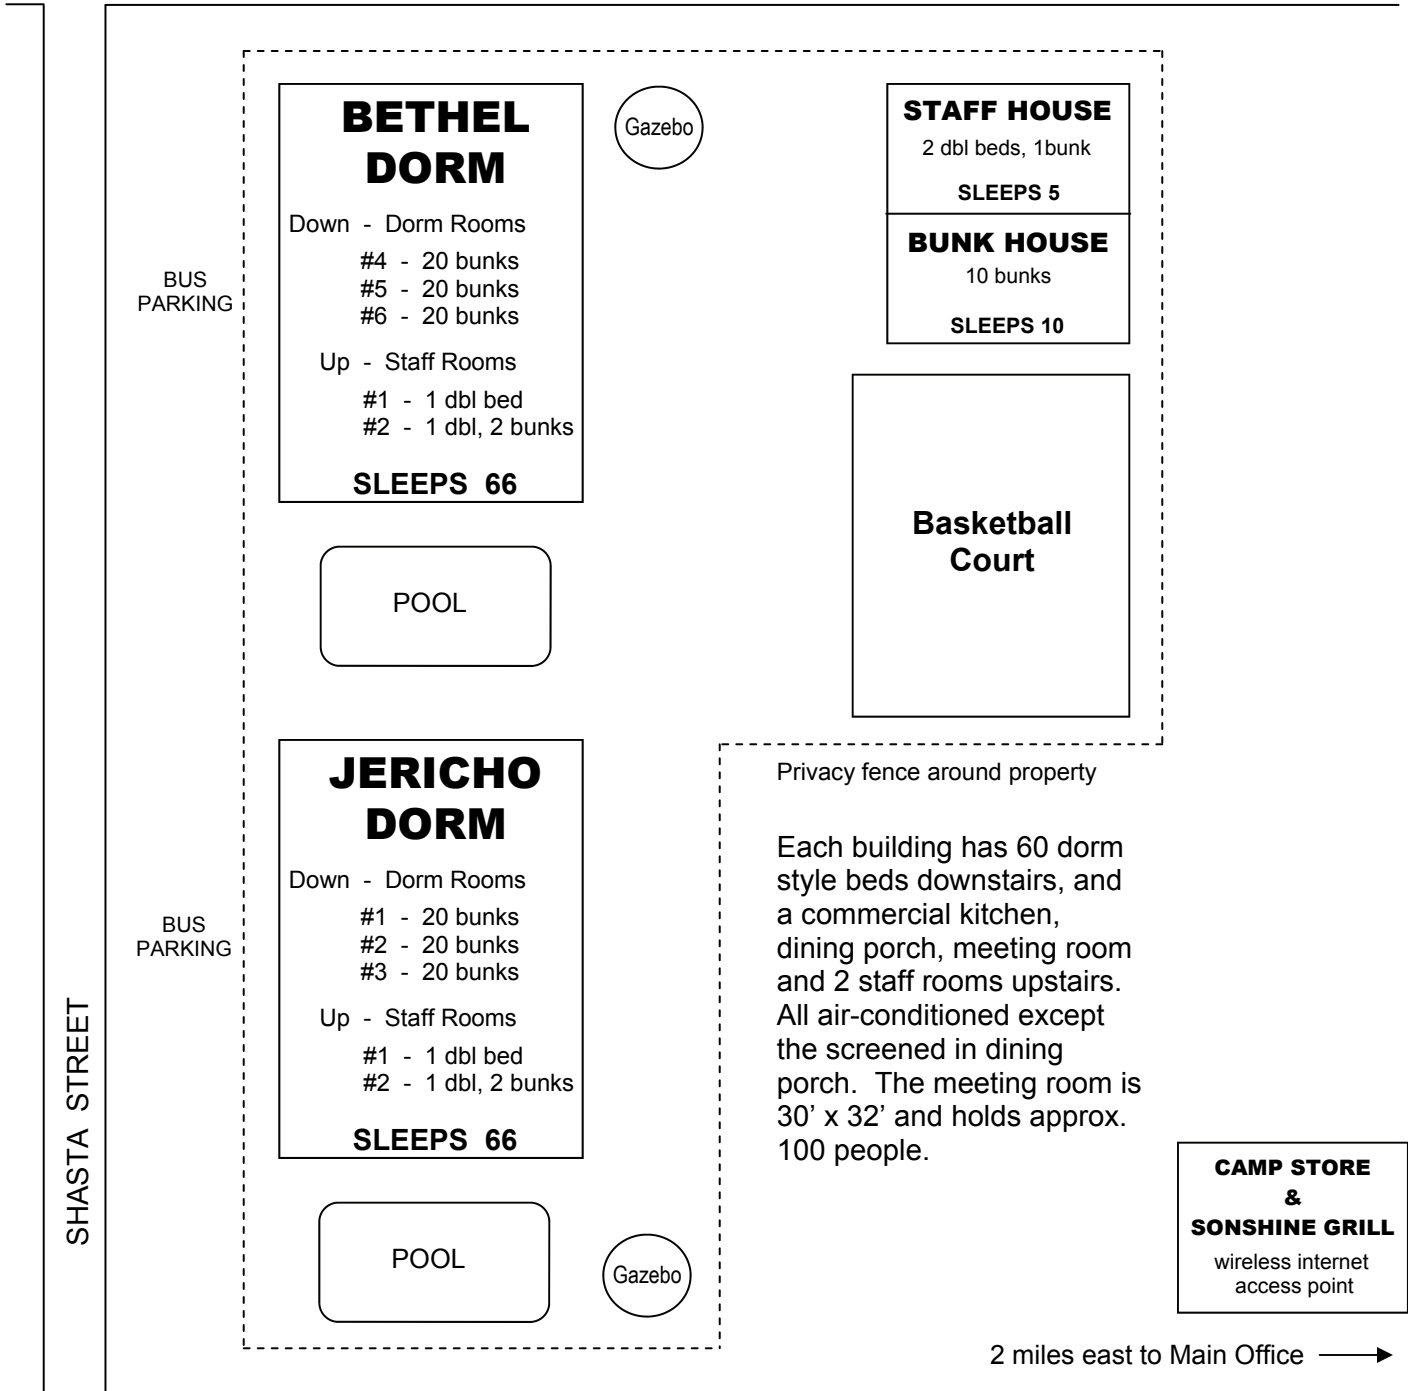 BETHEL
DORM
Down - Dorm Rooms
#4 - 20 bunks
#5 - 20 bunks
#6 - 20 bunks
Up - Staff Rooms
#1 - 1 dbl bed
#2 - 1 dbl, 2 bunks
SLEEPS 66
Gazebo
STAFF HOUSE
2 dbl beds, 1bunk
SLEEPS 5
BUNK HOUSE
10 bunks
SLEEPS 10
BUS
PARKING
Basketball
Court
POOL
JERICHO
DORM
Down - Dorm Rooms
#1 - 20 bunks
#2 - 20 bunks
#3 - 20 bunks
Up - Staff Rooms
#1 - 1 dbl bed
#2 - 1 dbl, 2 bunks
SLEEPS 66
BUS
PARKING
SHASTA STREET
Privacy fence around property
Each building has 60 dorm
style beds downstairs, and
a commercial kitchen,
dining porch, meeting room
and 2 staff rooms upstairs.
All air-conditioned except
the screened in dining
porch. The meeting room is
30’ x 32’ and holds approx.
100 people.
POOL
Gazebo
CAMP STORE
&
SONSHINE GRILL
wireless internet
access point
2 miles east to Main Office